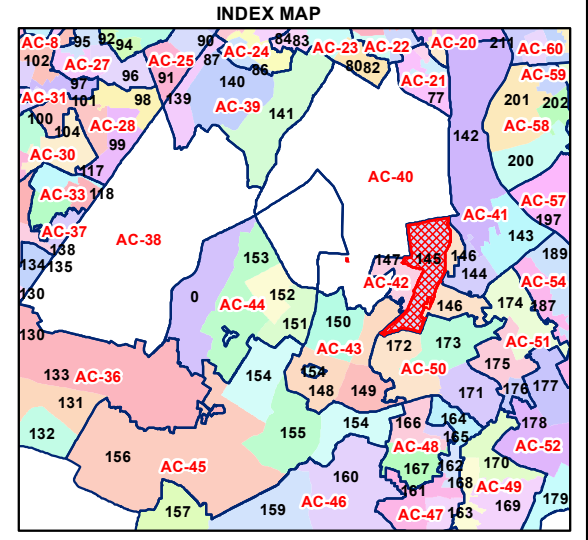 INDEX MAP
AC-8 95 92 94 90 84 83 AC-23 AC-22 AC-20 211 AC-60
102 AC-27 AC-25 87 AC-24 80 82 AC-59
97 96 91 86 AC-21
AC-31 101 98 139 140 AC-39 77 201 202
100 104 AC-28 141 142 AC-58
99
AC-30 200
117 AC-40
AC-33 118 AC-57
AC-37 AC-41 197
138 AC-38 143
134 135 153 147 145 146 189
130 0 AC-44 152 AC-42 144 AC-54
151 150 146 174 187
130 172 173 AC-51
133 AC-36 154 AC-43 AC-50 175
131 154 148 149 171 176 177
132 155 154 166 164 178
156 AC-48 165 AC-52
AC-45 160 167 162 170
161 168 AC-49
157 159 AC-46 AC-47 163 169 179